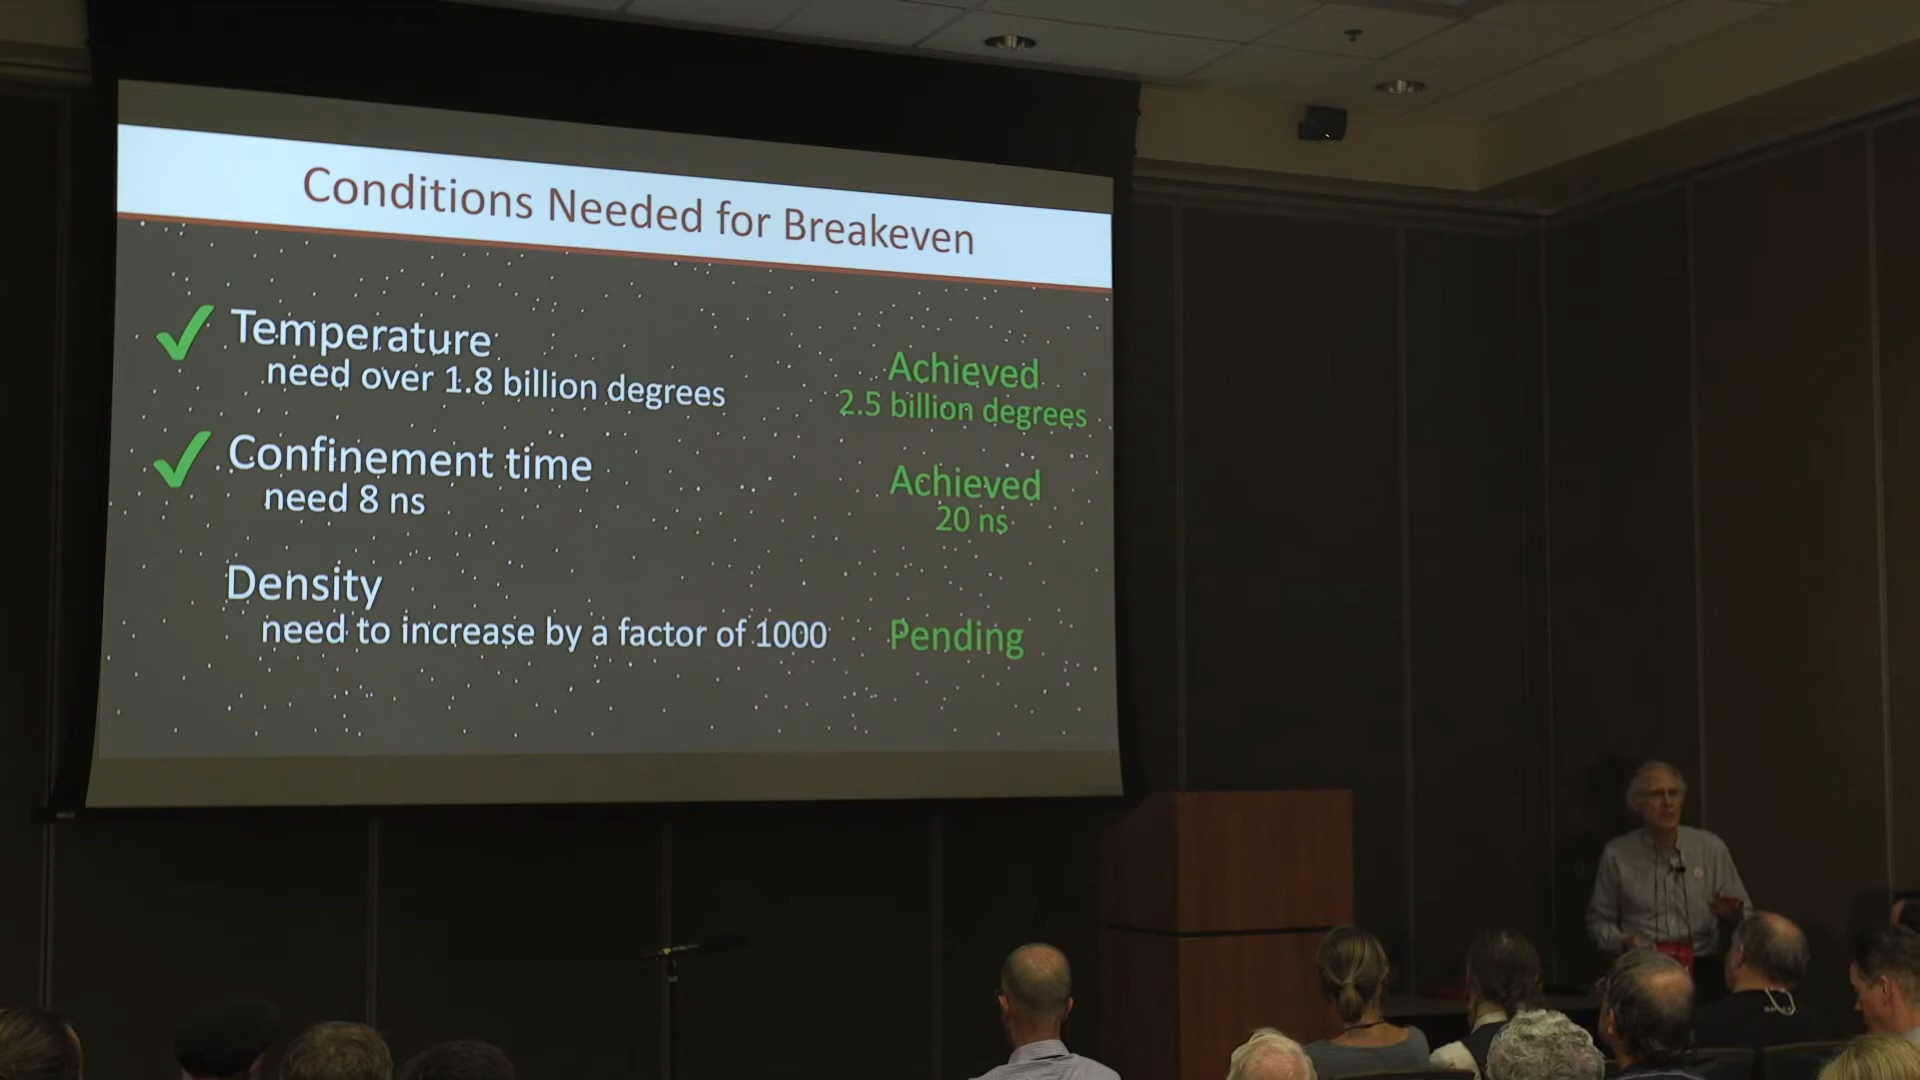 Conditions Needed for Breakeven
Temperature
need over 1.8 billion degrees
Achieved
2.5 billion degrees
Confinement time
need 8 ns
Achieved
20 ns
Density
need to increase by a factor of 1000
Pending